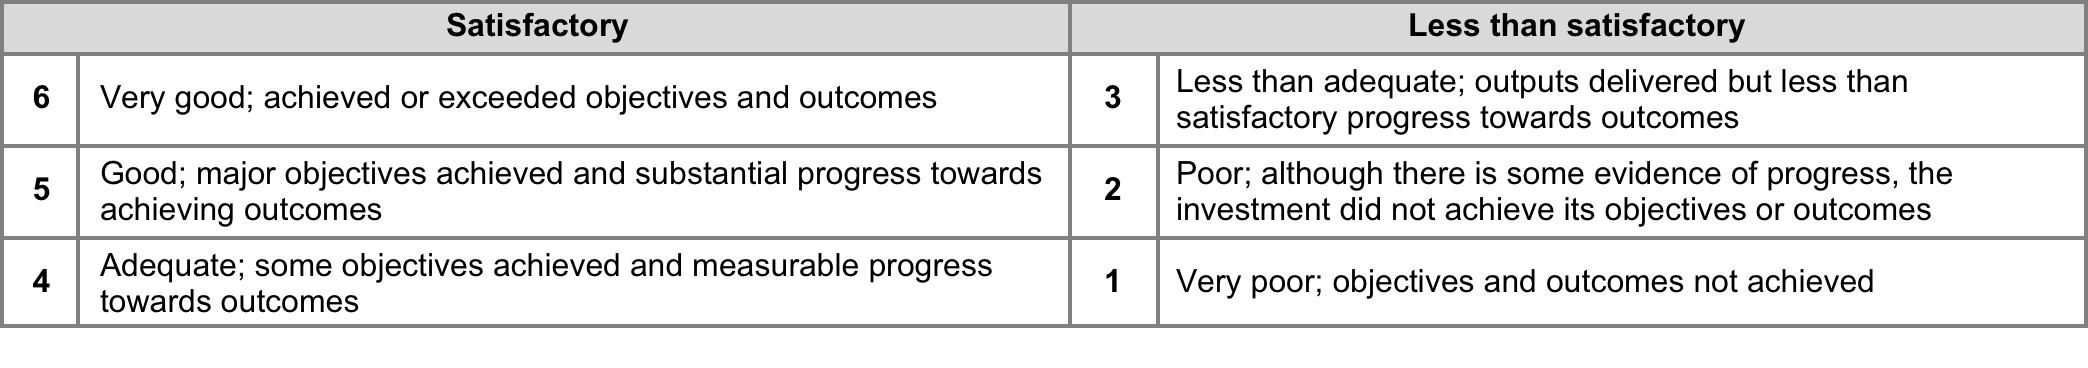 Satisfactory
Less than satisfactory
6
Very good; achieved or exceeded objectives and outcomes
3
Less than adequate; outputs delivered but less than
satisfactory progress towards outcomes
5
Good; major objectives achieved and substantial progress towards
achieving outcomes
2
Poor; although there is some evidence of progress, the
investment did not achieve its objectives or outcomes
4
Adequate; some objectives achieved and measurable progress
towards outcomes
1
Very poor; objectives and outcomes not achieved